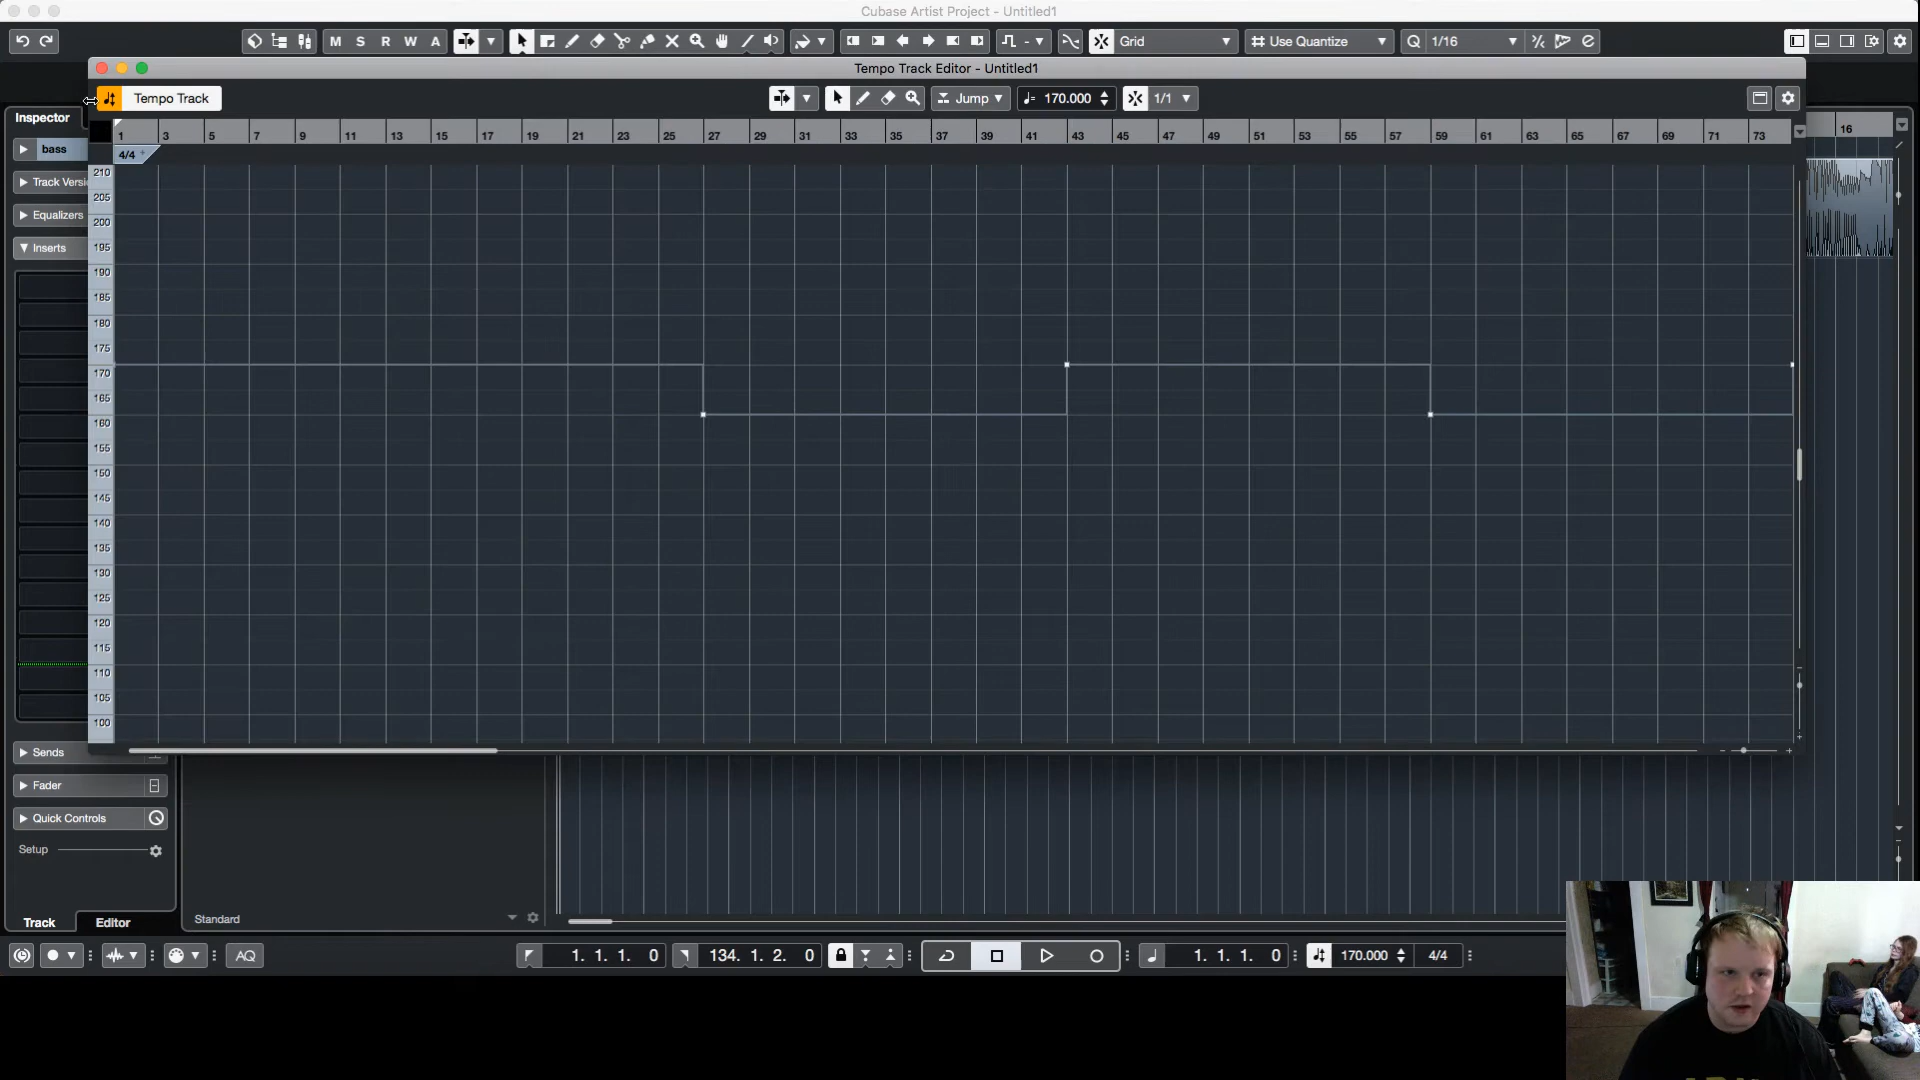 Cubase Artist Project - Untitled1
M S R W A
Grid
Use Quantize
Q 1/16
Tempo Track Editor - Untitled1
Tempo Track
Jump
170.000
1/1
Inspector
1 3 5 7 9 11 13 15 17 19 21 23 25 27 29 31 33 35 37 39 41 43 45 47 49 51 53 55 57 59 61 63 65 67 69 71 73
16
bass
4/4 +
210
Track Versi
205
Equalizers
200
Inserts
195
190
185
180
175
170
165
160
155
150
145
140
135
130
125
120
115
110
105
100
Sends
Fader
Quick Controls
Setup
Track
Editor
Standard
AQ
1. 1. 1. 0
134. 1. 2. 0
1. 1. 1. 0
170.000
4/4